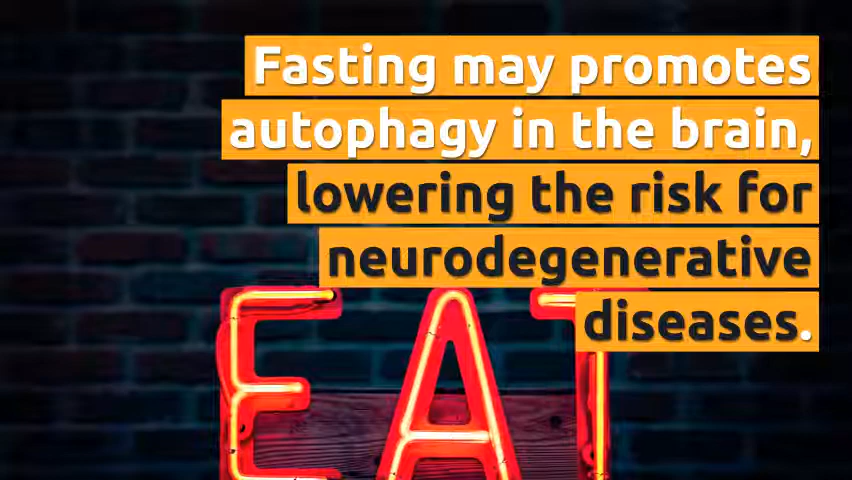 Fasting may promotes
autophagy in the brain,
lowering the risk for
neurodegenerative
diseases.
EAT